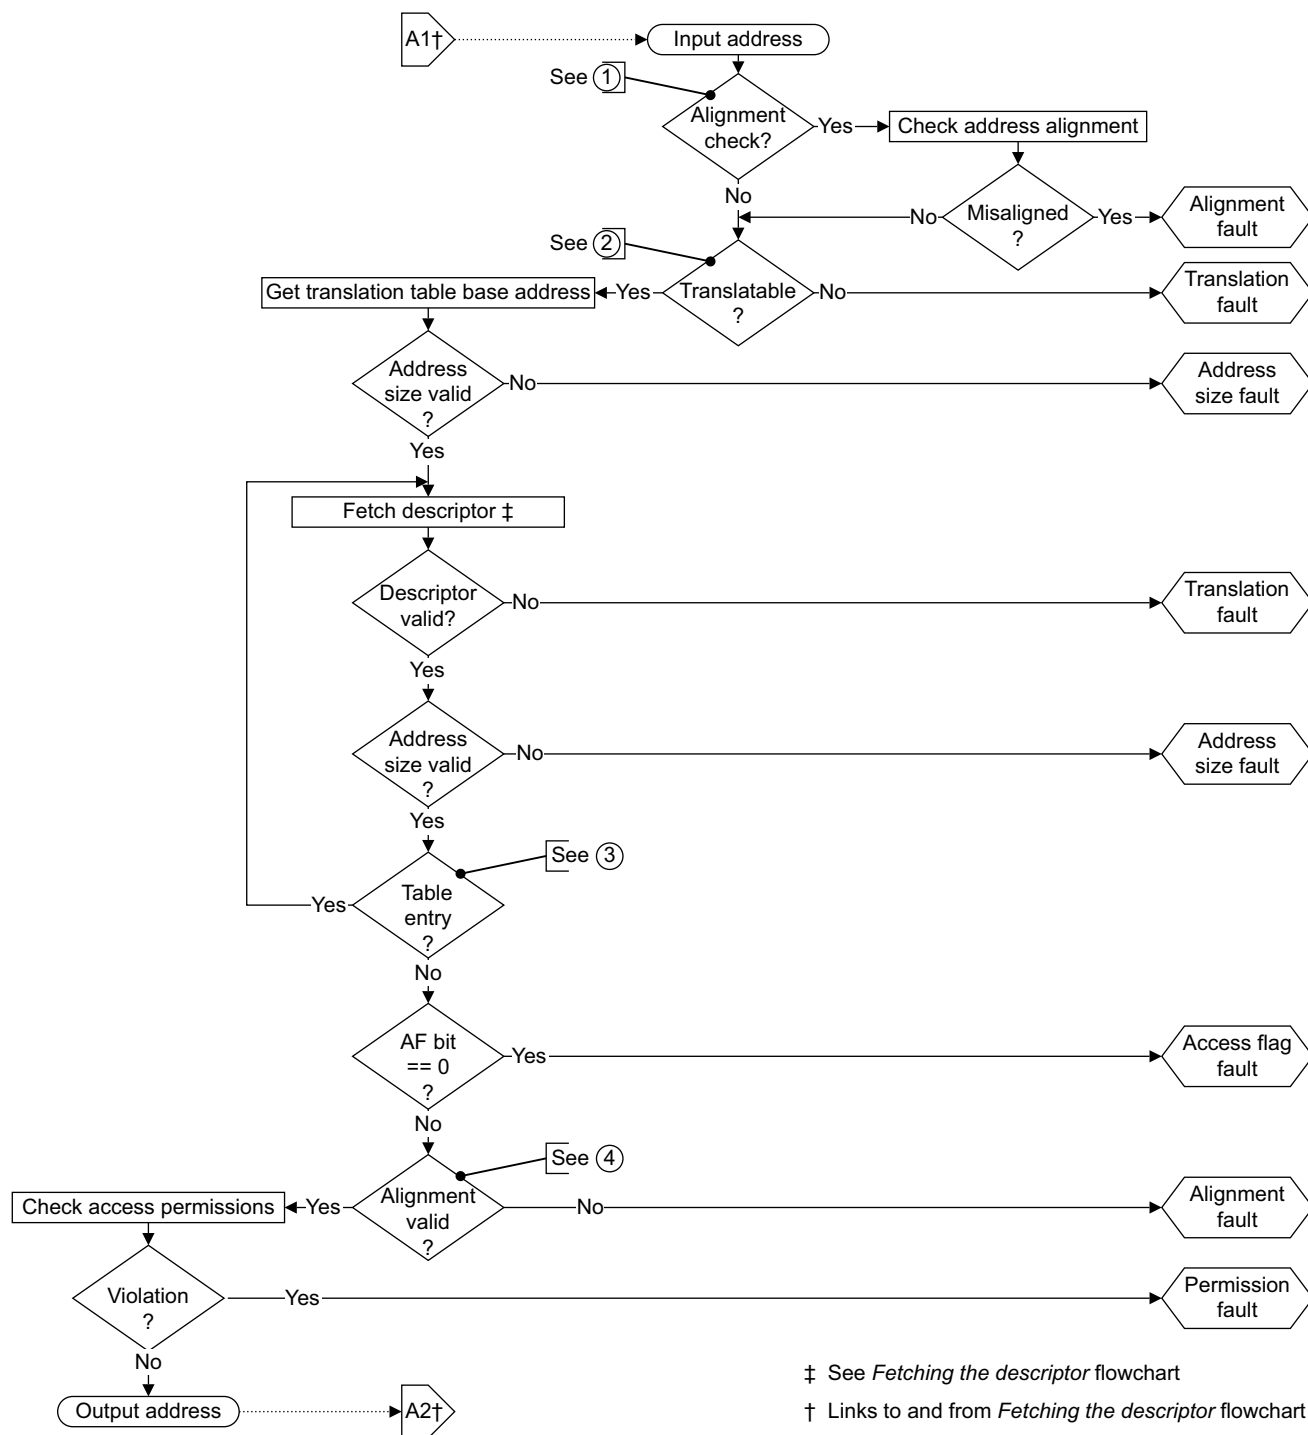 A1†
Input address
See ①
Alignment
check?
Yes
Check address alignment
No
Misaligned
?
No
Yes
Alignment
fault
See ②
Translatable
?
Yes
No
Translation
fault
Get translation table base address
Address
size valid
?
No
Address
size fault
Yes
Fetch descriptor ‡
Descriptor
valid?
No
Translation
fault
Yes
Address
size valid
?
No
Address
size fault
Yes
See ③
Table
entry
?
Yes
No
AF bit
== 0
?
Yes
Access flag
fault
No
See ④
Alignment
valid
?
Yes
No
Alignment
fault
Check access permissions
Violation
?
Yes
Permission
fault
No
Output address
A2†
‡ See Fetching the descriptor flowchart
† Links to and from Fetching the descriptor flowchart